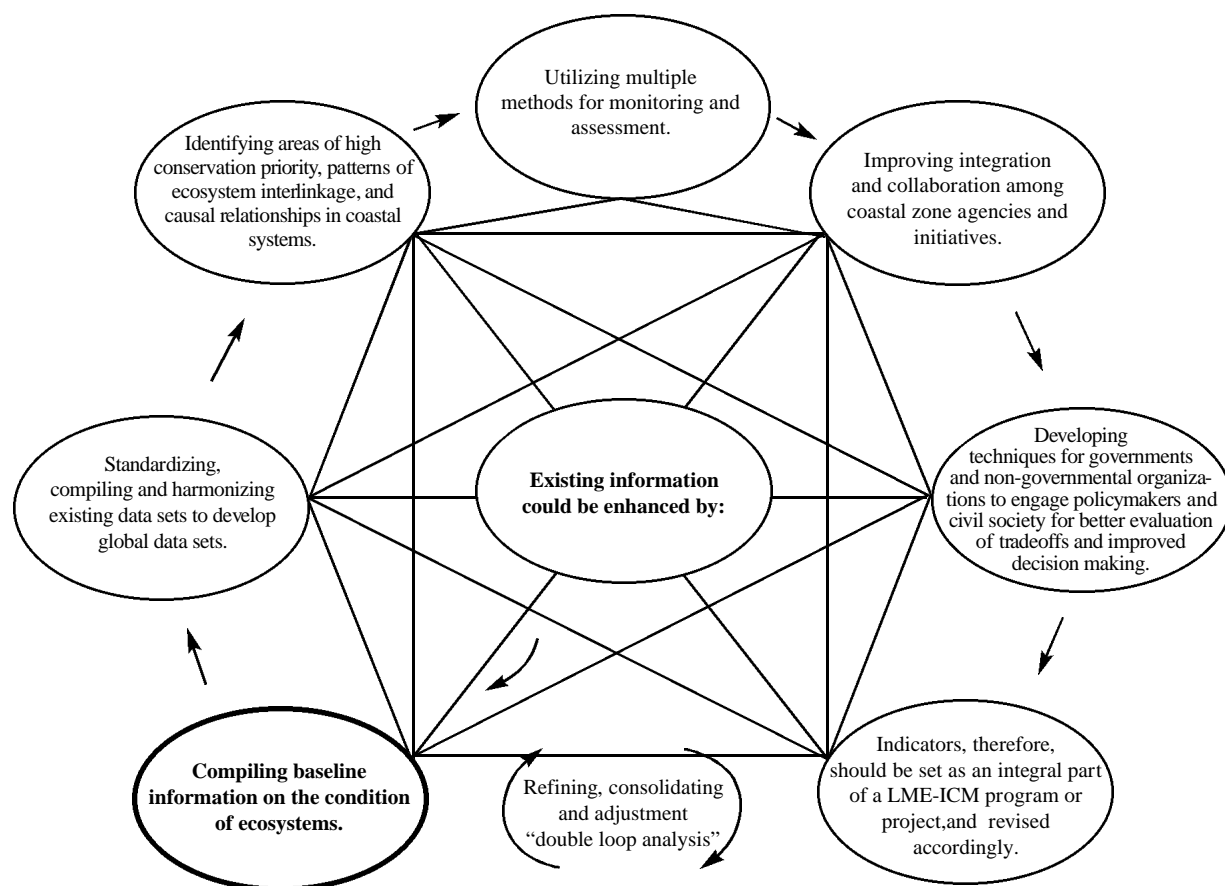 Utilizing multiple
methods for monitoring and
assessment.
Identifying areas of high
conservation priority, patterns of
ecosystem interlinkage, and
causal relationships in coastal
systems.
Improving integration
and collaboration among
coastal zone agencies and
initiatives.
Standardizing,
compiling and harmonizing
existing data sets to develop
global data sets.
Existing information
could be enhanced by:
Developing
techniques for governments
and non-governmental organiza-
tions to engage policymakers and
civil society for better evaluation
of tradeoffs and improved
decision making.
Compiling baseline
information on the condition
of ecosystems.
Refining, consolidating
and adjustment
“double loop analysis”
Indicators, therefore,
should be set as an integral part
of a LME-ICM program or
project,and revised
accordingly.